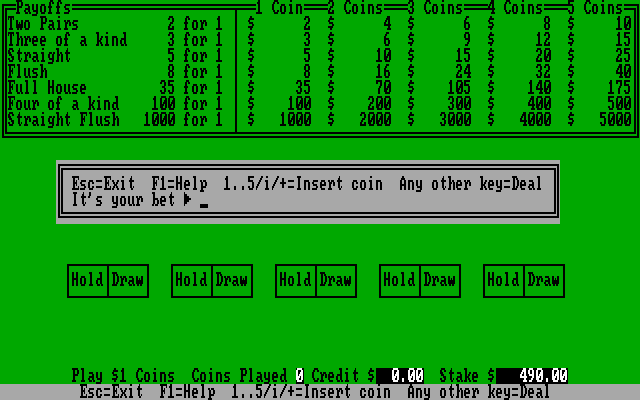 Payoffs 1 Coin 2 Coins 3 Coins 4 Coins 5 Coins
Two Pairs 2 for 1 $ 2 $ 4 $ 6 $ 8 $ 10
Three of a kind 3 for 1 $ 3 $ 6 $ 9 $ 12 $ 15
Straight 5 for 1 $ 5 $ 10 $ 15 $ 20 $ 25
Flush 8 for 1 $ 8 $ 16 $ 24 $ 32 $ 40
Full House 35 for 1 $ 35 $ 70 $ 105 $ 140 $ 175
Four of a kind 100 for 1 $ 100 $ 200 $ 300 $ 400 $ 500
Straight Flush 1000 for 1 $ 1000 $ 2000 $ 3000 $ 4000 $ 5000
Esc=Exit F1=Help 1..5/i/+=Insert coin Any other key=Deal
It's your bet ► _
Hold Draw Hold Draw Hold Draw Hold Draw Hold Draw
Play $1 Coins Coins Played 0 Credit $ 0.00 Stake $ 490.00
Esc=Exit F1=Help 1..5/i/+=Insert coin Any other key=Deal